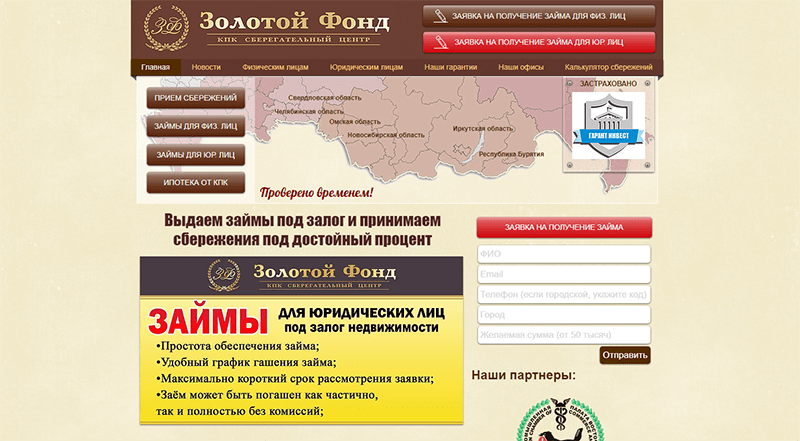 ЗФ
Золотой Фонд
КПК СБЕРЕГАТЕЛЬНЫЙ ЦЕНТР
ЗАЯВКА НА ПОЛУЧЕНИЕ ЗАЙМА ДЛЯ ФИЗ. ЛИЦ
ЗАЯВКА НА ПОЛУЧЕНИЕ ЗАЙМА ДЛЯ ЮР. ЛИЦ
Главная Новости Физическим лицам Юридическим лицам Наши гарантии Наши офисы Калькулятор сбережений
ПРИЕМ СБЕРЕЖЕНИЙ
ЗАЙМЫ ДЛЯ ФИЗ. ЛИЦ
ЗАЙМЫ ДЛЯ ЮР. ЛИЦ
ИПОТЕКА ОТ КПК
Свердловская область
Челябинская область
Омская область
Новосибирская область
Иркутская область
Республика Бурятия
Проверено временем!
ЗАСТРАХОВАНО
ГАРАНТ ИНВЕСТ
Выдаем займы под залог и принимаем
сбережения под достойный процент
ЗФ
Золотой Фонд
КПК СБЕРЕГАТЕЛЬНЫЙ ЦЕНТР
ЗАЙМЫ ДЛЯ ЮРИДИЧЕСКИХ ЛИЦ
под залог недвижимости
•Простота обеспечения займа;
•Удобный график гашения займа;
•Максимально короткий срок рассмотрения заявки;
•Заём может быть погашен как частично,
так и полностью без комиссий;
ЗАЯВКА НА ПОЛУЧЕНИЕ ЗАЙМА
ФИО
Email
Телефон (если городской, укажите код)
Город
Желаемая сумма (от 50 тысяч)
Отправить
Наши партнеры: